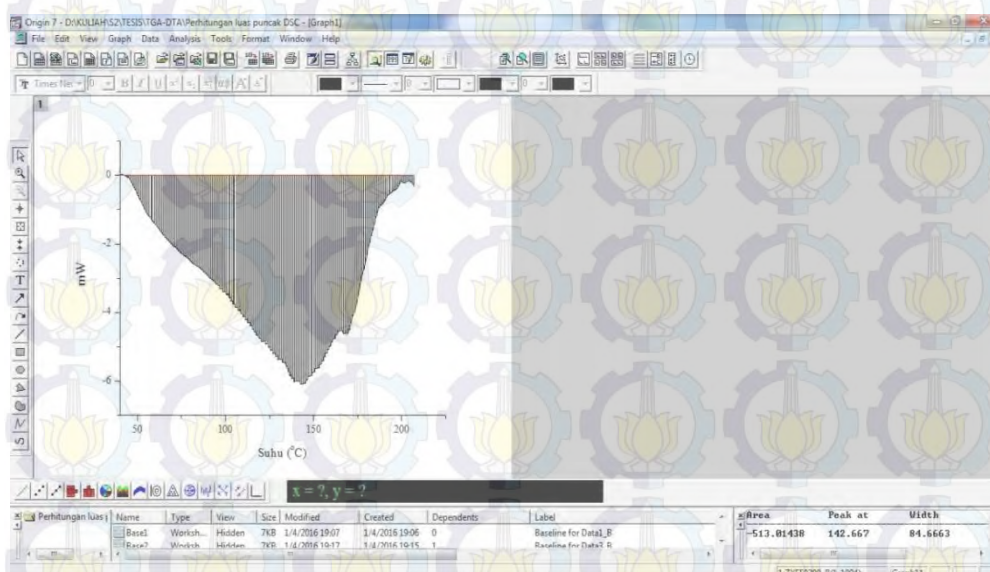 Origin 7 - D:\KULIAH\S2\TESIS\TGA-DTA\Perhitungan luas puncak DSC - [Graph1]
File Edit View Graph Data Analysis Tools Format Window Help
1
0
-2
-4
-6
mW
50 100 150 200
Suhu (°C)
x = ?, y = ?
Perhitungan luas
Name Type View Size Modified Created Dependents Label
Base1 Worksh... Hidden 7KB 1/4/2016 19:07 1/4/2016 19:06 0 Baseline for Data1_B
Base2 Worksh Hidden 7KB 1/4/2016 19:17 1/4/2016 19:15 1 Baseline for Data3_B
Area Peak at Width
-513.01438 142.667 84.6663